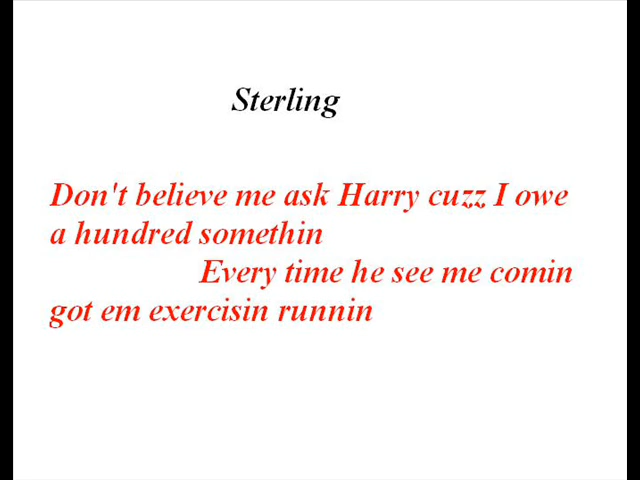 Sterling
Don't believe me ask Harry cuzz I owe
a hundred somethin
Every time he see me comin
got em exercisin runnin